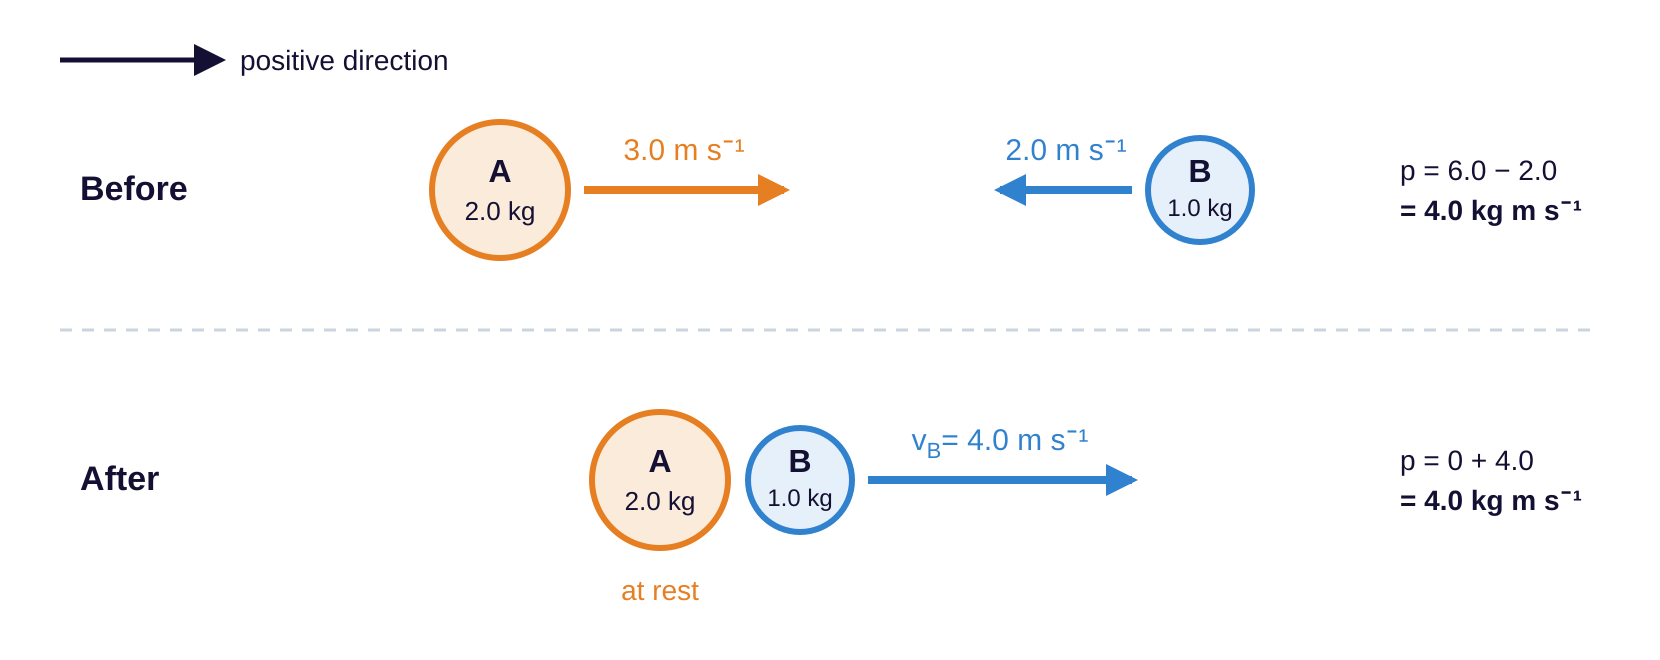 positive direction
Before
A
2.0 kg
3.0 m s⁻¹
2.0 m s⁻¹
B
1.0 kg
p = 6.0 − 2.0
= 4.0 kg m s⁻¹
After
A
2.0 kg
B
1.0 kg
v_B= 4.0 m s⁻¹
p = 0 + 4.0
= 4.0 kg m s⁻¹
at rest